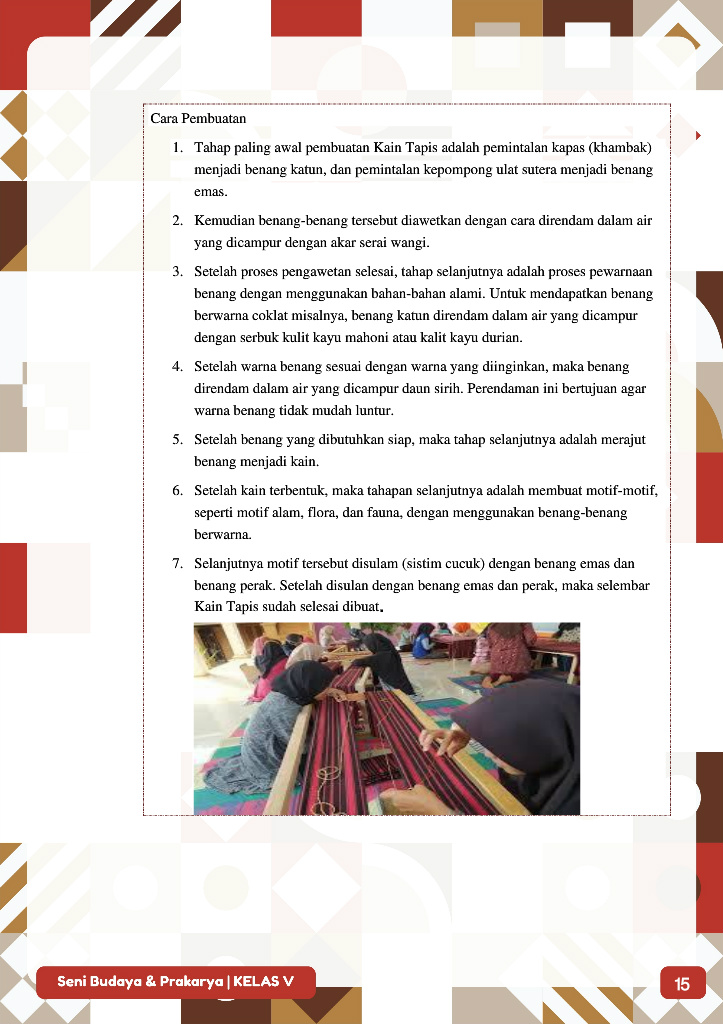 Cara Pembuatan
1. Tahap paling awal pembuatan Kain Tapis adalah pemintalan kapas (khambak)
menjadi benang katun, dan pemintalan kepompong ulat sutera menjadi benang
emas.
2. Kemudian benang-benang tersebut diawetkan dengan cara direndam dalam air
yang dicampur dengan akar serai wangi.
3. Setelah proses pengawetan selesai, tahap selanjutnya adalah proses pewarnaan
benang dengan menggunakan bahan-bahan alami. Untuk mendapatkan benang
berwarna coklat misalnya, benang katun direndam dalam air yang dicampur
dengan serbuk kulit kayu mahoni atau kalit kayu durian.
4. Setelah warna benang sesuai dengan warna yang diinginkan, maka benang
direndam dalam air yang dicampur daun sirih. Perendaman ini bertujuan agar
warna benang tidak mudah luntur.
5. Setelah benang yang dibutuhkan siap, maka tahap selanjutnya adalah merajut
benang menjadi kain.
6. Setelah kain terbentuk, maka tahapan selanjutnya adalah membuat motif-motif,
seperti motif alam, flora, dan fauna, dengan menggunakan benang-benang
berwarna.
7. Selanjutnya motif tersebut disulam (sistim cucuk) dengan benang emas dan
benang perak. Setelah disulan dengan benang emas dan perak, maka selembar
Kain Tapis sudah selesai dibuat.
Seni Budaya & Prakarya | KELAS V
15